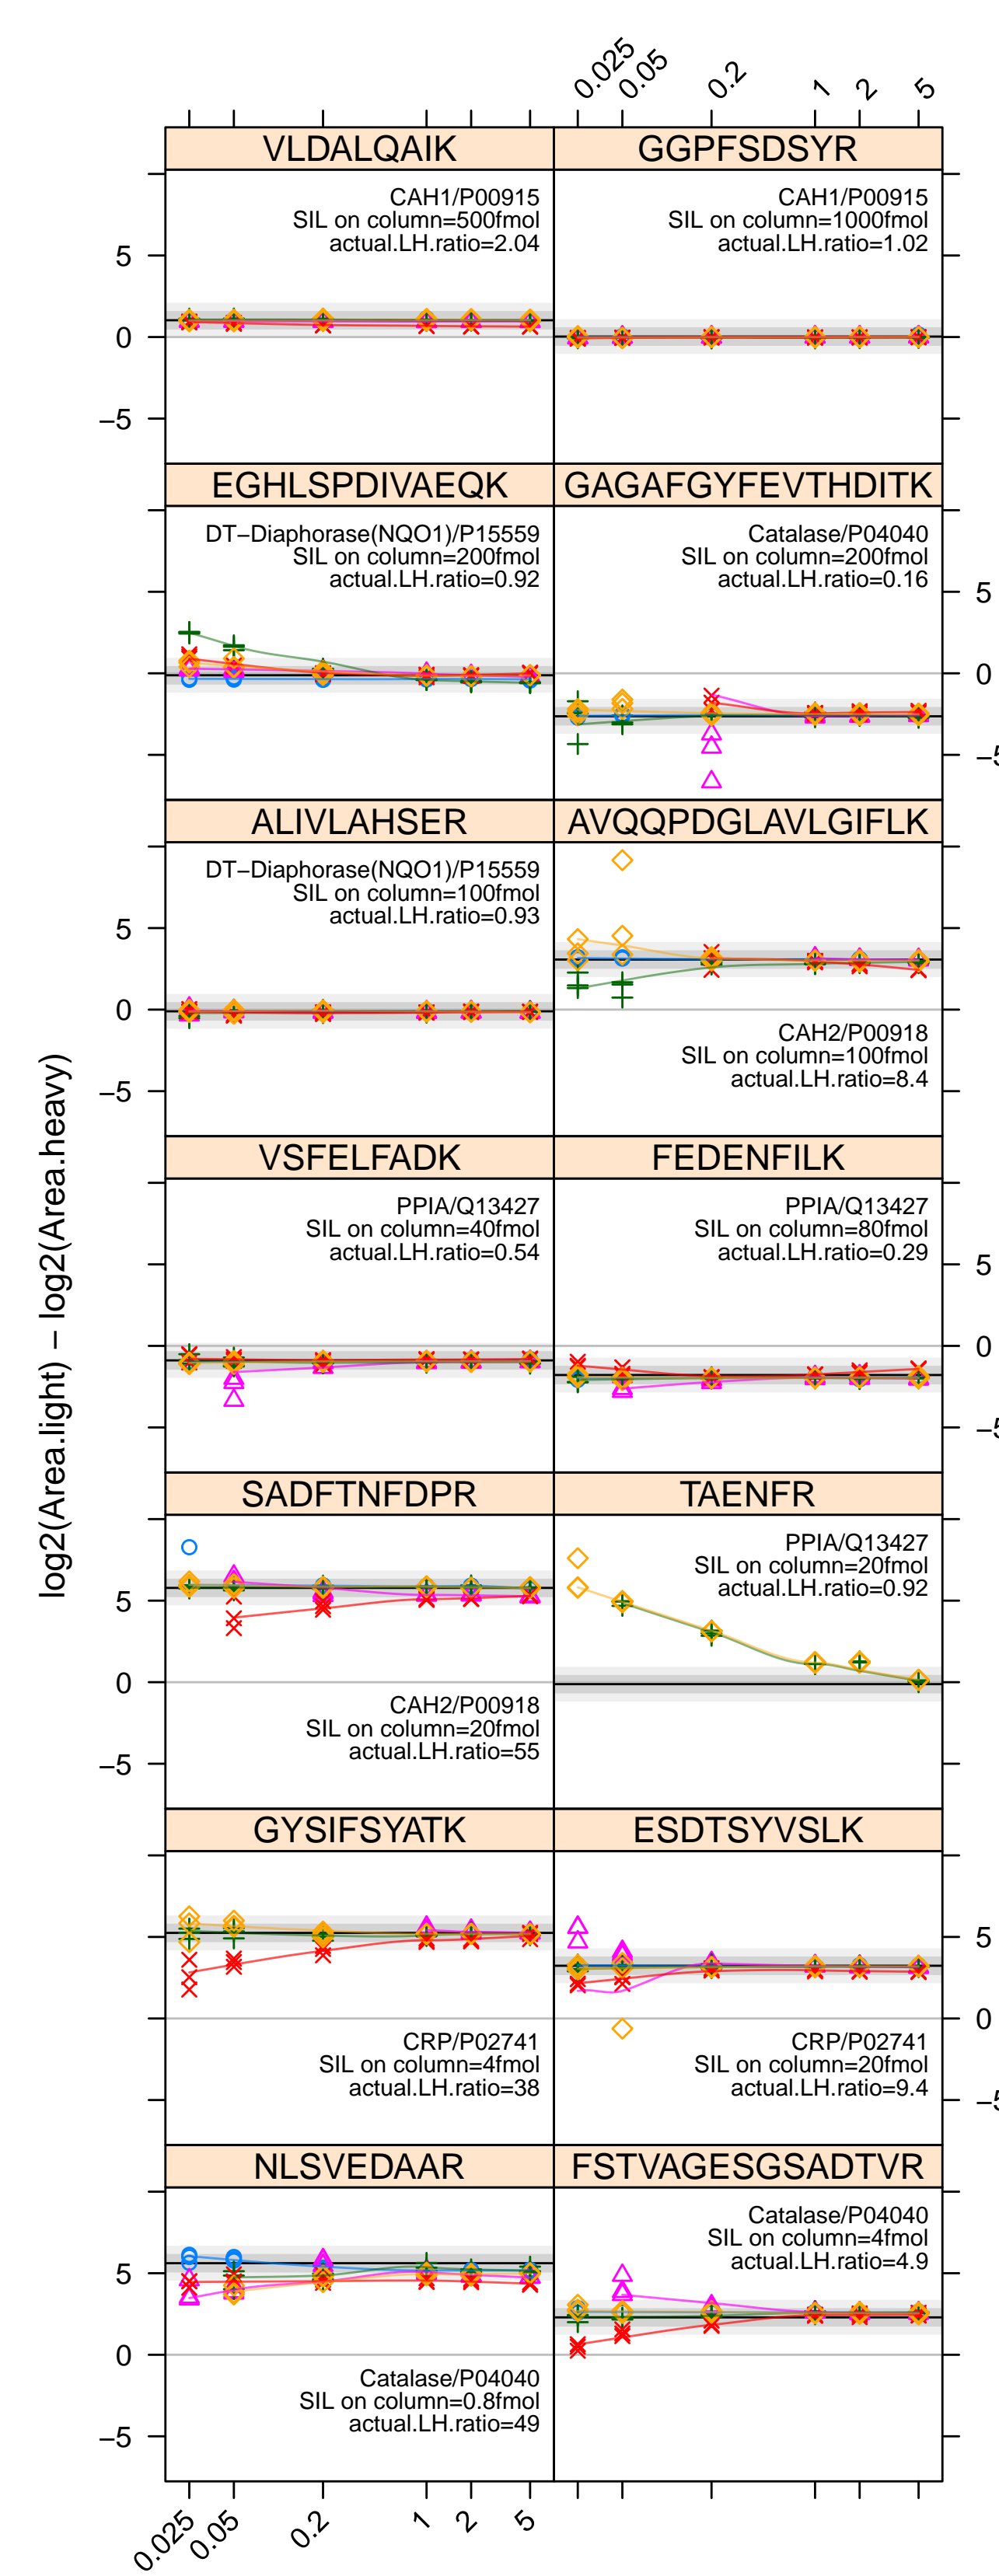 0.025
0.05
0.2
1
2
5
VLDALQAIK
GGPFSDSYR
CAH1/P00915
SIL on column=500fmol
actual.LH.ratio=2.04
CAH1/P00915
SIL on column=1000fmol
actual.LH.ratio=1.02
5
0
−5
EGHLSPDIVAEQK
GAGAFGYFEVTHDITK
DT−Diaphorase(NQO1)/P15559
SIL on column=200fmol
actual.LH.ratio=0.92
Catalase/P04040
SIL on column=200fmol
actual.LH.ratio=0.16
5
0
−5
ALIVLAHSER
AVQQPDGLAVLGIFLK
DT−Diaphorase(NQO1)/P15559
SIL on column=100fmol
actual.LH.ratio=0.93
CAH2/P00918
SIL on column=100fmol
actual.LH.ratio=8.4
5
0
−5
log2(Area.light) − log2(Area.heavy)
VSFELFADK
FEDENFILK
PPIA/Q13427
SIL on column=40fmol
actual.LH.ratio=0.54
PPIA/Q13427
SIL on column=80fmol
actual.LH.ratio=0.29
5
0
−5
SADFTNFDPR
TAENFR
CAH2/P00918
SIL on column=20fmol
actual.LH.ratio=55
PPIA/Q13427
SIL on column=20fmol
actual.LH.ratio=0.92
5
0
−5
GYSIFSYATK
ESDTSYVSLK
CRP/P02741
SIL on column=4fmol
actual.LH.ratio=38
CRP/P02741
SIL on column=20fmol
actual.LH.ratio=9.4
5
0
−5
NLSVEDAAR
FSTVAGESGSADTVR
Catalase/P04040
SIL on column=0.8fmol
actual.LH.ratio=49
Catalase/P04040
SIL on column=4fmol
actual.LH.ratio=4.9
5
0
−5
0.025
0.05
0.2
1
2
5